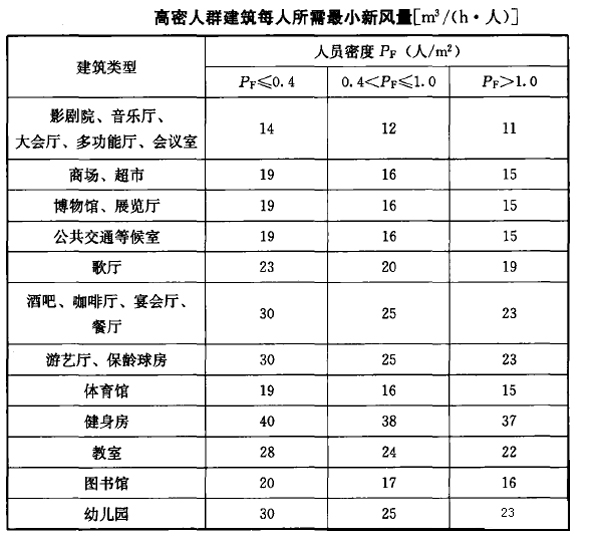 高密人群建筑每人所需最小新风量[m³/(h·人)]
建筑类型
人员密度 P_F (人/m²)
P_F≤0.4 0.4<P_F≤1.0 P_F>1.0
影剧院、音乐厅、
大会厅、多功能厅、会议室 14 12 11
商场、超市 19 16 15
博物馆、展览厅 19 16 15
公共交通等候室 19 16 15
歌厅 23 20 19
酒吧、咖啡厅、宴会厅、
餐厅 30 25 23
游艺厅、保龄球房 30 25 23
体育馆 19 16 15
健身房 40 38 37
教室 28 24 22
图书馆 20 17 16
幼儿园 30 25 23